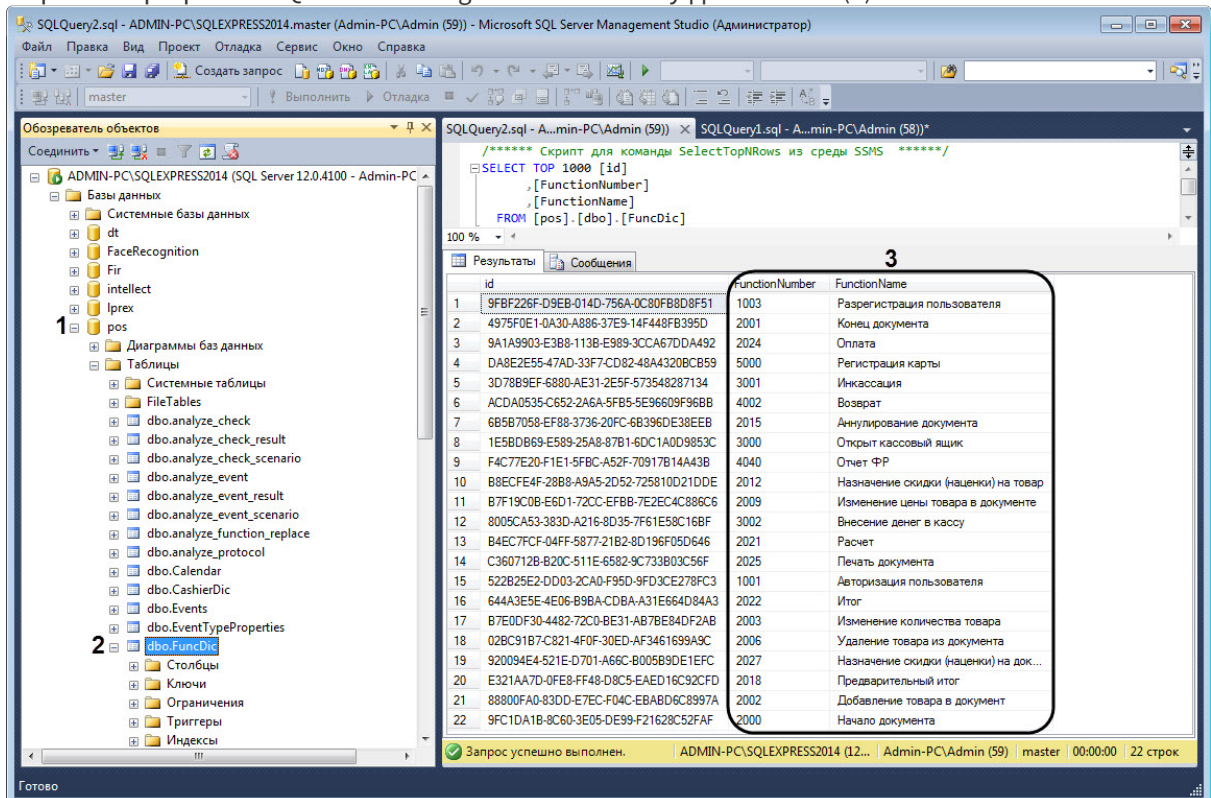 SQLQuery2.sql - ADMIN-PC\SQLEXPRESS2014.master (Admin-PC\Admin (59)) - Microsoft SQL Server Management Studio (Администратор)
Файл Правка Вид Проект Отладка Сервис Окно Справка
Создать запрос
master Выполнить Отладка
Обозреватель объектов
Соединить
ADMIN-PC\SQLEXPRESS2014 (SQL Server 12.0.4100 - Admin-PC
Базы данных
Системные базы данных
dt
FaceRecognition
Fir
intellect
lprex
1 pos
Диаграммы баз данных
Таблицы
Системные таблицы
FileTables
dbo.analyze_check
dbo.analyze_check_result
dbo.analyze_check_scenario
dbo.analyze_event
dbo.analyze_event_result
dbo.analyze_event_scenario
dbo.analyze_function_replace
dbo.analyze_protocol
dbo.Calendar
dbo.CashierDic
dbo.Events
dbo.EventTypeProperties
2 dbo.FuncDic
Столбцы
Ключи
Ограничения
Триггеры
Индексы
SQLQuery2.sql - A...min-PC\Admin (59)) SQLQuery1.sql - A...min-PC\Admin (58))*
/****** Скрипт для команды SelectTopNRows из среды SSMS ******/
SELECT TOP 1000 [id]
,[FunctionNumber]
,[FunctionName]
FROM [pos].[dbo].[FuncDic]
100 %
Результаты Сообщения
3
id FunctionNumber FunctionName
1 9FBF226F-D9EB-014D-756A-0C80FB8D8F51 1003 Разрегистрация пользователя
2 4975F0E1-0A30-A886-37E9-14F448FB395D 2001 Конец документа
3 9A1A9903-E3B8-113B-E989-3CCA67DDA492 2024 Оплата
4 DA8E2E55-47AD-33F7-CD82-48A4320BCB59 5000 Регистрация карты
5 3D78B9EF-6880-AE31-2E5F-573548287134 3001 Инкассация
6 ACDA0535-C652-2A6A-5FB5-5E96609F96BB 4002 Возврат
7 6B5B7058-EF88-3736-20FC-6B396DE38EEB 2015 Аннулирование документа
8 1E5BDB69-E589-25A8-87B1-6DC1A0D9853C 3000 Открыт кассовый ящик
9 F4C77E20-F1E1-5FBC-A52F-70917B14A43B 4040 Отчет ФР
10 B8ECFE4F-28B8-A9A5-2D52-725810D21DDE 2012 Назначение скидки (наценки) на товар
11 B7F19C0B-E6D1-72CC-EFBB-7E2EC4C886C6 2009 Изменение цены товара в документе
12 8005CA53-383D-A216-8D35-7F61E58C16BF 3002 Внесение денег в кассу
13 B4EC7FCF-04FF-5877-21B2-8D196F05D646 2021 Расчет
14 C360712B-B20C-511E-6582-9C733B03C56F 2025 Печать документа
15 522B25E2-DD03-2CA0-F95D-9FD3CE278FC3 1001 Авторизация пользователя
16 644A3E5E-4E06-B9BA-CDBA-A31E664D84A3 2022 Итог
17 B7E0DF30-4482-72C0-BE31-AB7BE84DF2AB 2003 Изменение количества товара
18 02BC91B7-C821-4F0F-30ED-AF3461699A9C 2006 Удаление товара из документа
19 920094E4-521E-D701-A66C-B005B9DE1EFC 2027 Назначение скидки (наценки) на док...
20 E321AA7D-0FE8-FF48-D8C5-EAED16C92CFD 2018 Предварительный итог
21 88800FA0-83DD-E7EC-F04C-EBABD6C8997A 2002 Добавление товара в документ
22 9FC1DA1B-8C60-3E05-DE99-F21628C52FAF 2000 Начало документа
Запрос успешно выполнен. ADMIN-PC\SQLEXPRESS2014 (12... Admin-PC\Admin (59) master 00:00:00 22 строк
Готово